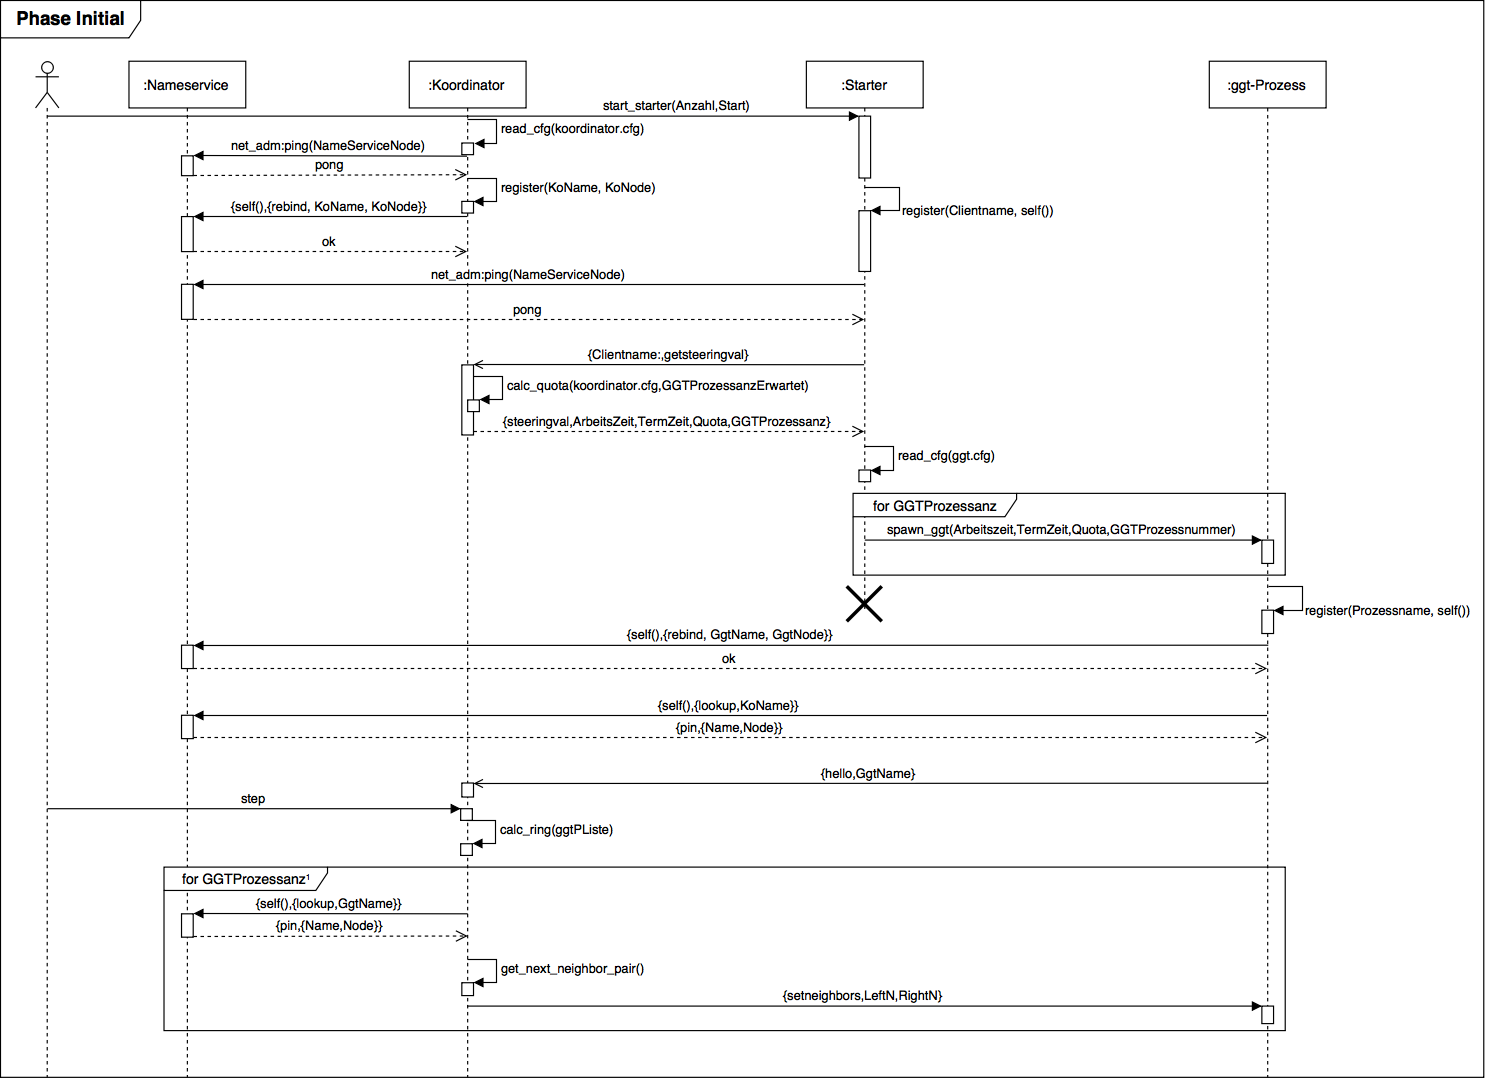 Phase Initial
:Nameservice
:Koordinator
:Starter
:ggt-Prozess
start_starter(Anzahl,Start)
read_cfg(koordinator.cfg)
net_adm:ping(NameServiceNode)
pong
register(KoName, KoNode)
{self(),{rebind, KoName, KoNode}}
register(Clientname, self())
ok
net_adm:ping(NameServiceNode)
pong
{Clientname:,getsteeringval}
calc_quota(koordinator.cfg,GGTProzessanzErwartet)
{steeringval,ArbeitsZeit,TermZeit,Quota,GGTProzessanz}
read_cfg(ggt.cfg)
for GGTProzessanz
spawn_ggt(Arbeitszeit,TermZeit,Quota,GGTProzessnummer)
register(Prozessname, self())
{self(),{rebind, GgtName, GgtNode}}
ok
{self(),{lookup,KoName}}
{pin,{Name,Node}}
{hello,GgtName}
step
calc_ring(ggtPListe)
for GGTProzessanz¹
{self(),{lookup,GgtName}}
{pin,{Name,Node}}
get_next_neighbor_pair()
{setneighbors,LeftN,RightN}